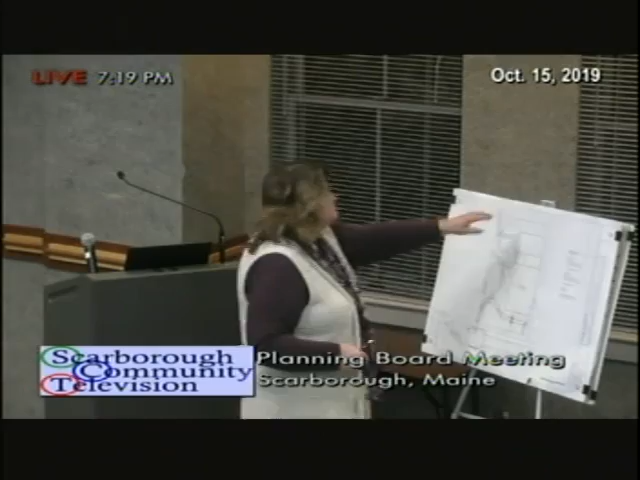 LIVE 7:19 PM
Oct. 15, 2019
Scarborough
Community
Television
Planning Board Meeting
Scarborough, Maine